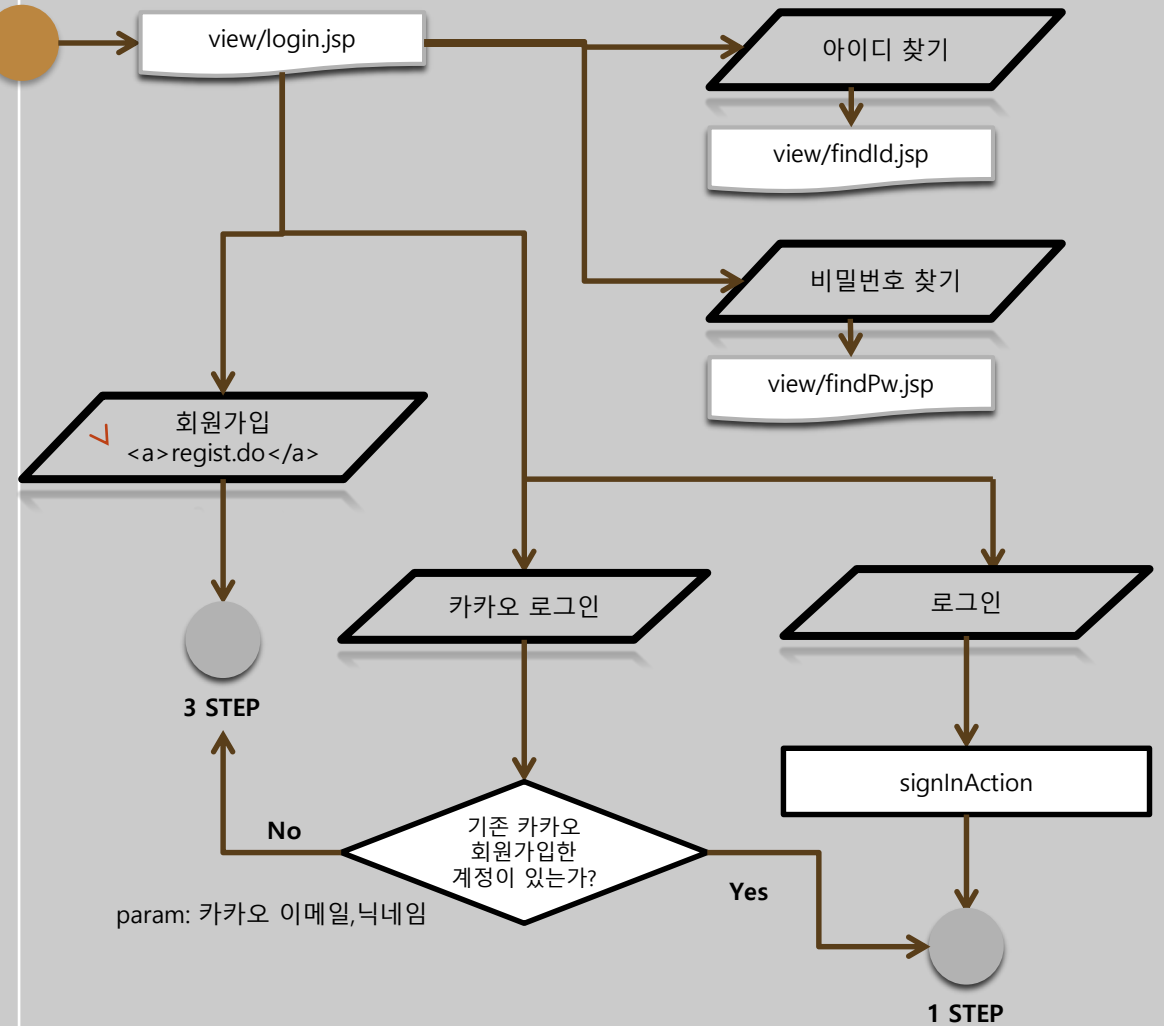 view/login.jsp
아이디 찾기
view/findId.jsp
비밀번호 찾기
view/findPw.jsp
회원가입
<a>regist.do</a>
카카오 로그인
로그인
3 STEP
signInAction
No
기존 카카오
회원가입한
계정이 있는가?
Yes
param: 카카오 이메일,닉네임
1 STEP